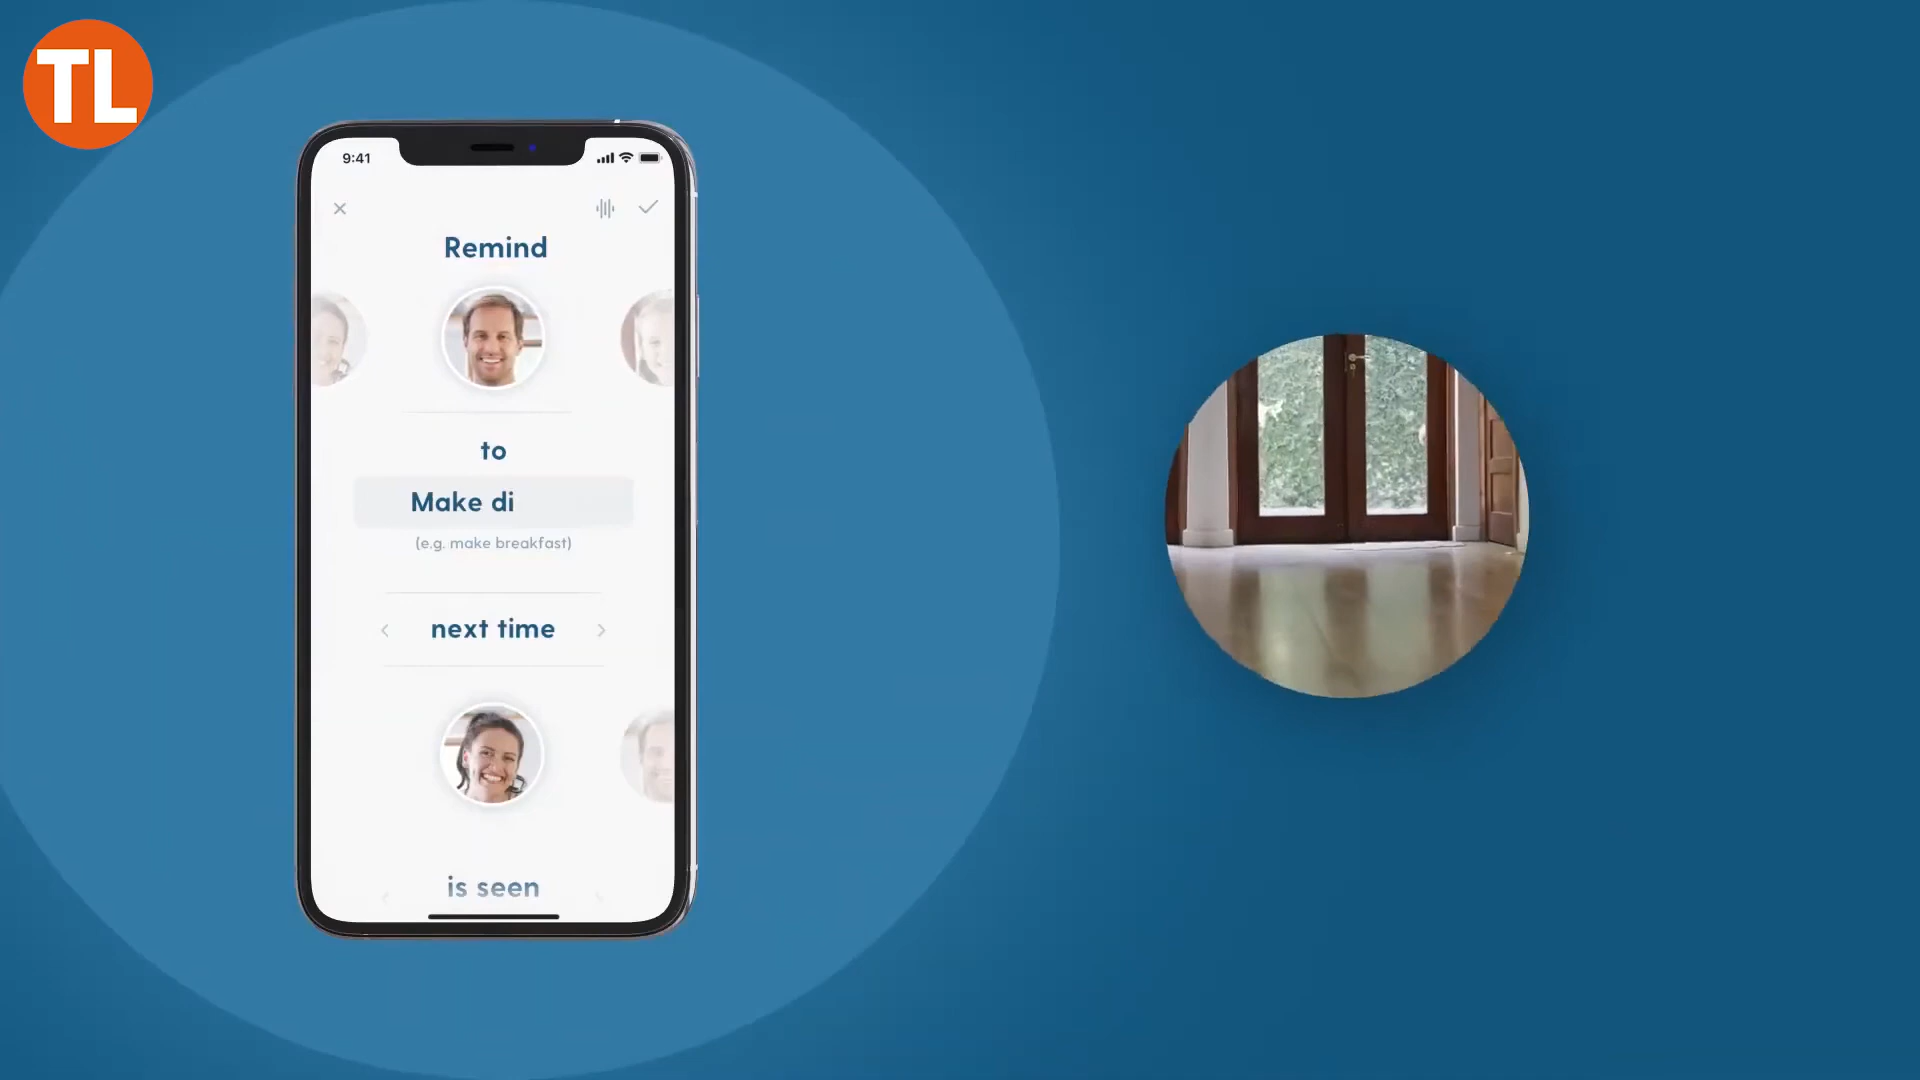 TL
9:41
Remind
to
Make di
(e.g. make breakfast)
next time
is seen